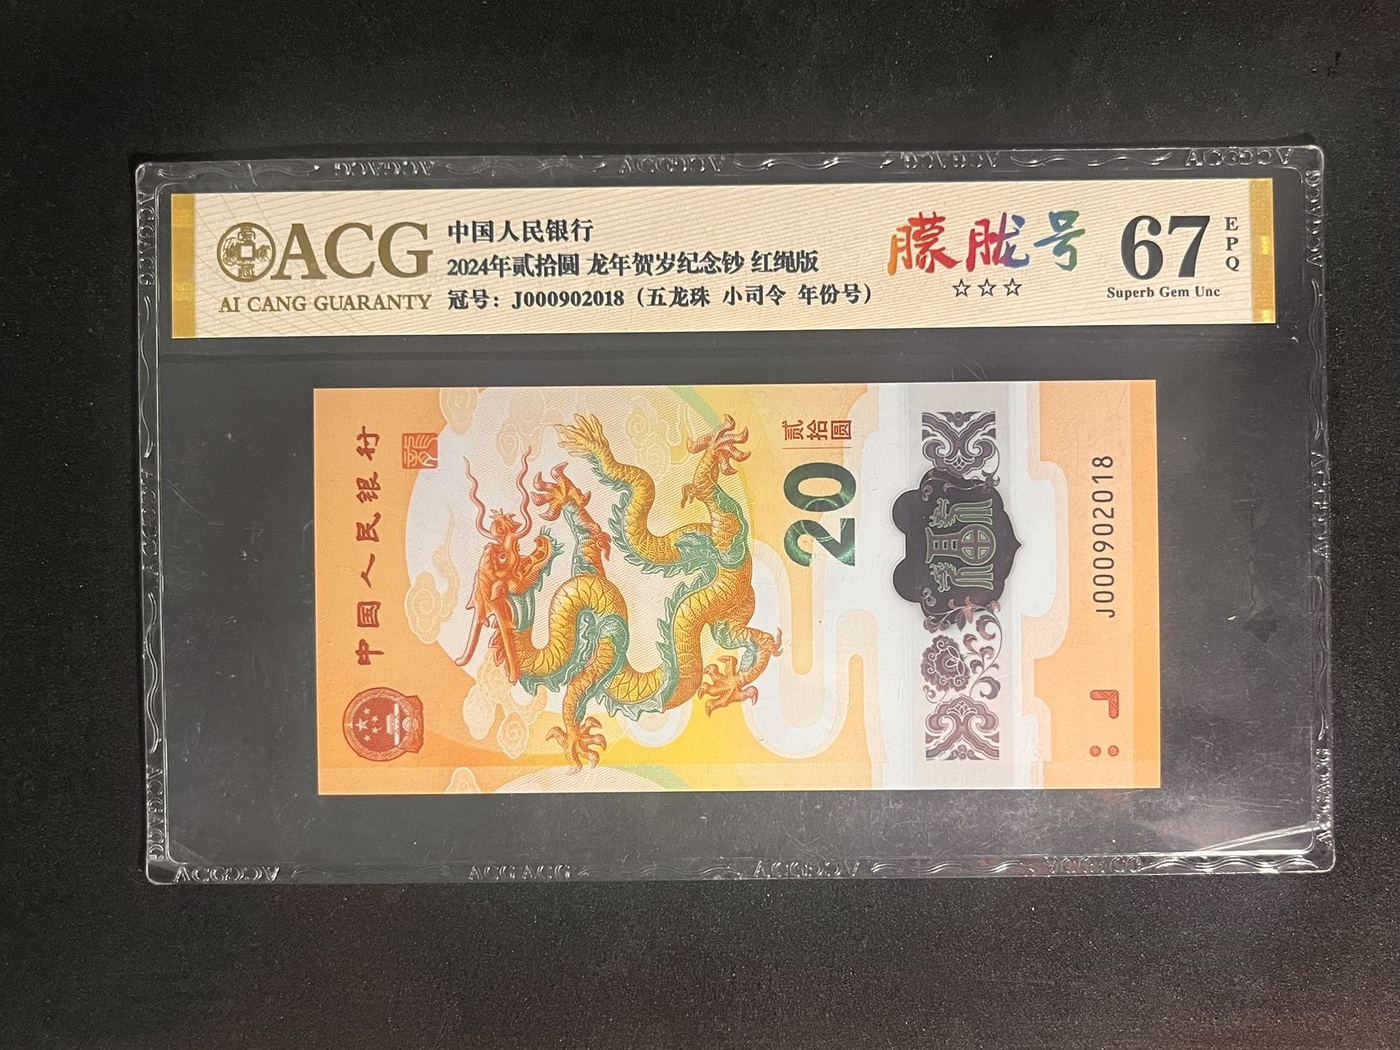 ACG
AI CANG GUARANTY
中国人民银行
2024年贰拾圆 龙年贺岁纪念钞 红绳版
冠号：J000902018（五龙珠 小司令 年份号）
朦胧号
☆☆☆
67
EPQ
Superb Gem Unc
中国人民银行
贰拾圆
20
福
J000902018